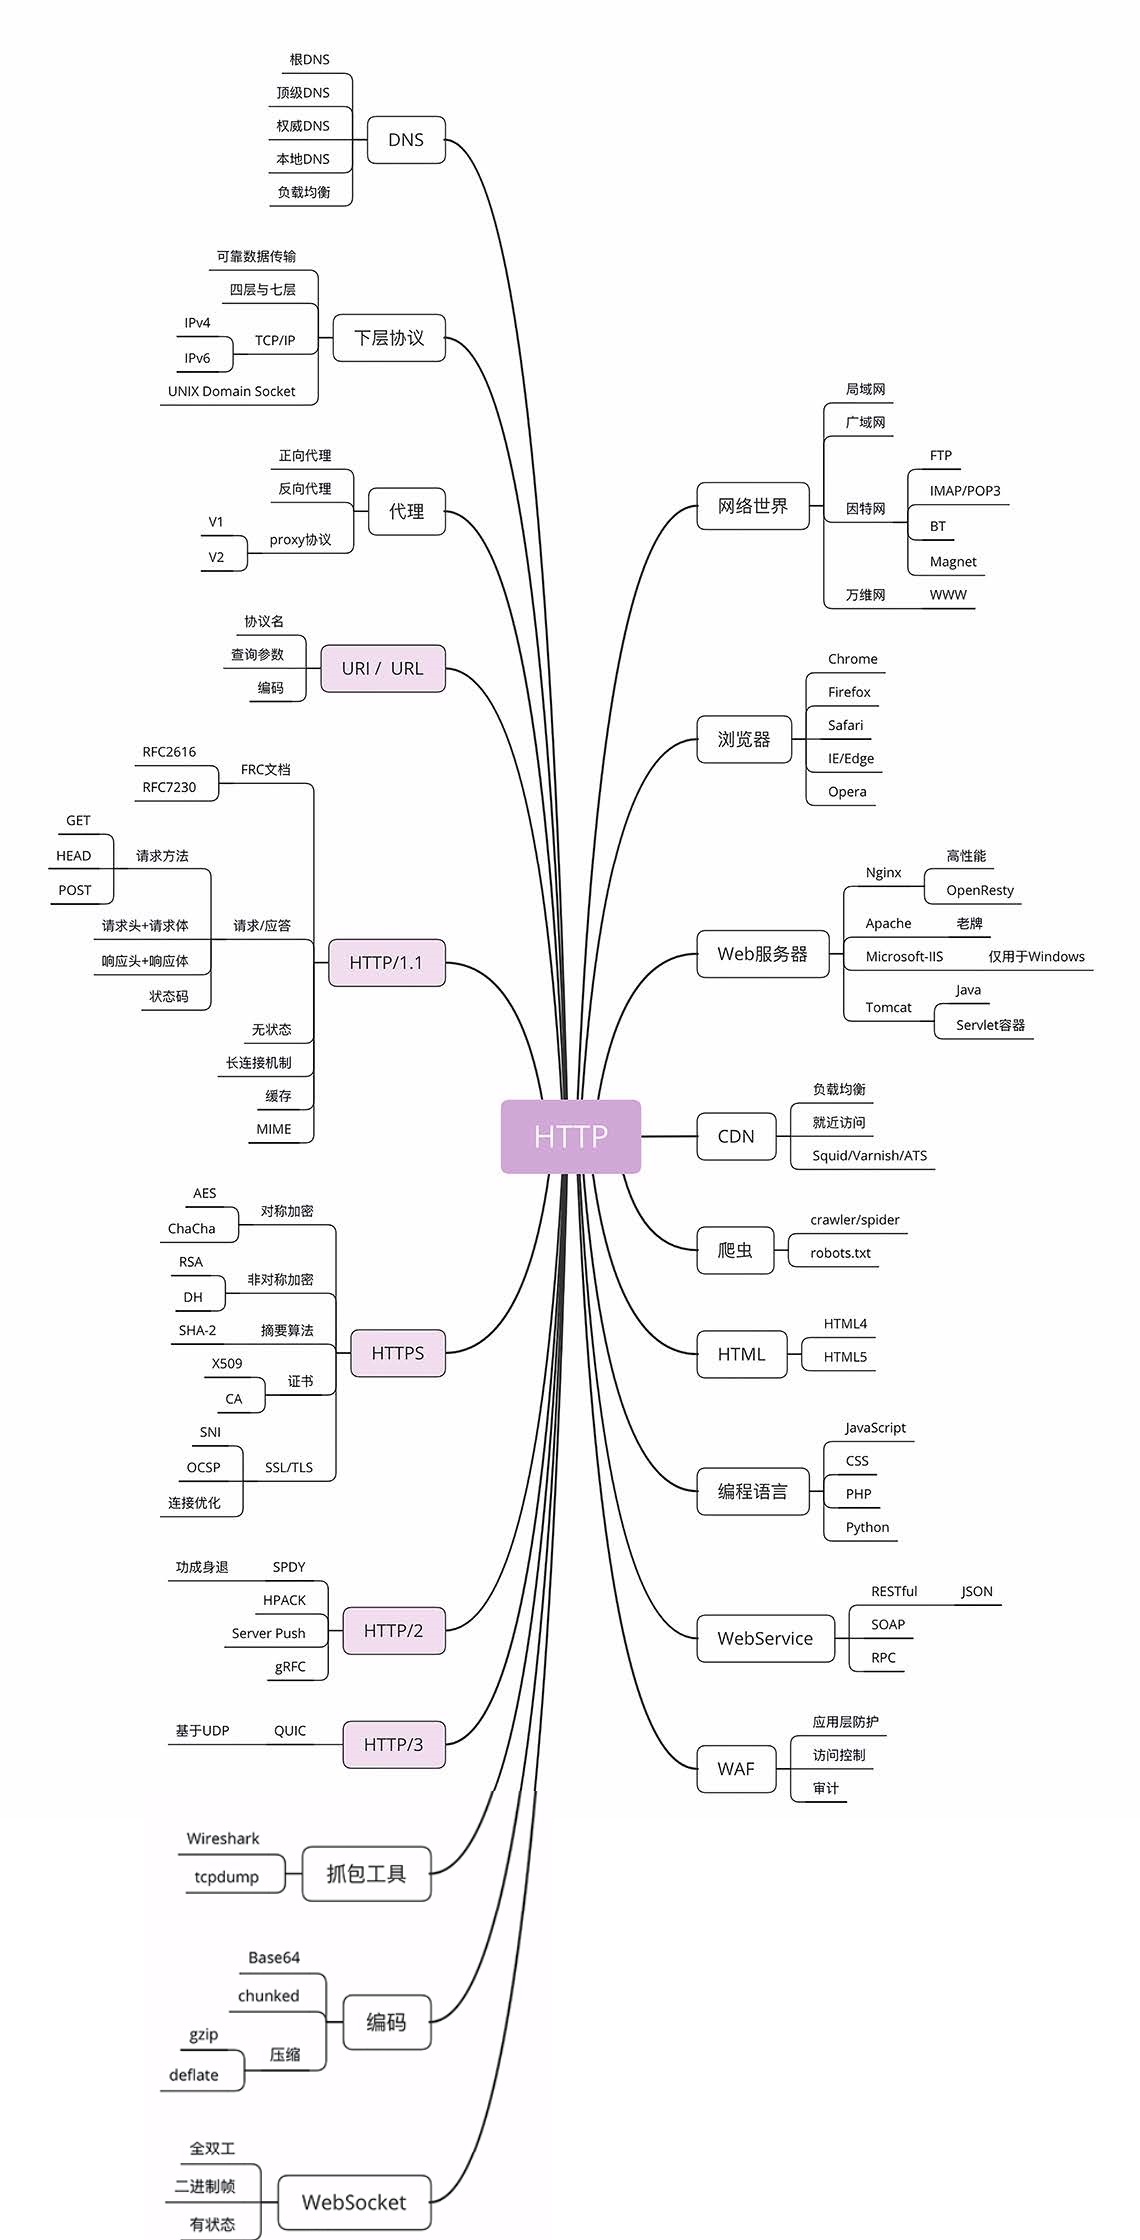 HTTP
DNS
根DNS
顶级DNS
权威DNS
本地DNS
负载均衡
下层协议
可靠数据传输
四层与七层
TCP/IP
IPv4
IPv6
UNIX Domain Socket
代理
正向代理
反向代理
proxy协议
V1
V2
URI / URL
协议名
查询参数
编码
HTTP/1.1
FRC文档
RFC2616
RFC7230
请求/应答
请求方法
GET
HEAD
POST
请求头+请求体
响应头+响应体
状态码
无状态
长连接机制
缓存
MIME
HTTPS
对称加密
AES
ChaCha
非对称加密
RSA
DH
摘要算法
SHA-2
证书
X509
CA
SSL/TLS
SNI
OCSP
连接优化
HTTP/2
SPDY
功成身退
HPACK
Server Push
gRFC
HTTP/3
QUIC
基于UDP
抓包工具
Wireshark
tcpdump
编码
Base64
chunked
压缩
gzip
deflate
WebSocket
全双工
二进制帧
有状态
网络世界
局域网
广域网
因特网
FTP
IMAP/POP3
BT
Magnet
万维网
WWW
浏览器
Chrome
Firefox
Safari
IE/Edge
Opera
Web服务器
Nginx
高性能
OpenResty
Apache
老牌
Microsoft-IIS
仅用于Windows
Tomcat
Java
Servlet容器
CDN
负载均衡
就近访问
Squid/Varnish/ATS
爬虫
crawler/spider
robots.txt
HTML
HTML4
HTML5
编程语言
JavaScript
CSS
PHP
Python
WebService
RESTful
JSON
SOAP
RPC
WAF
应用层防护
访问控制
审计